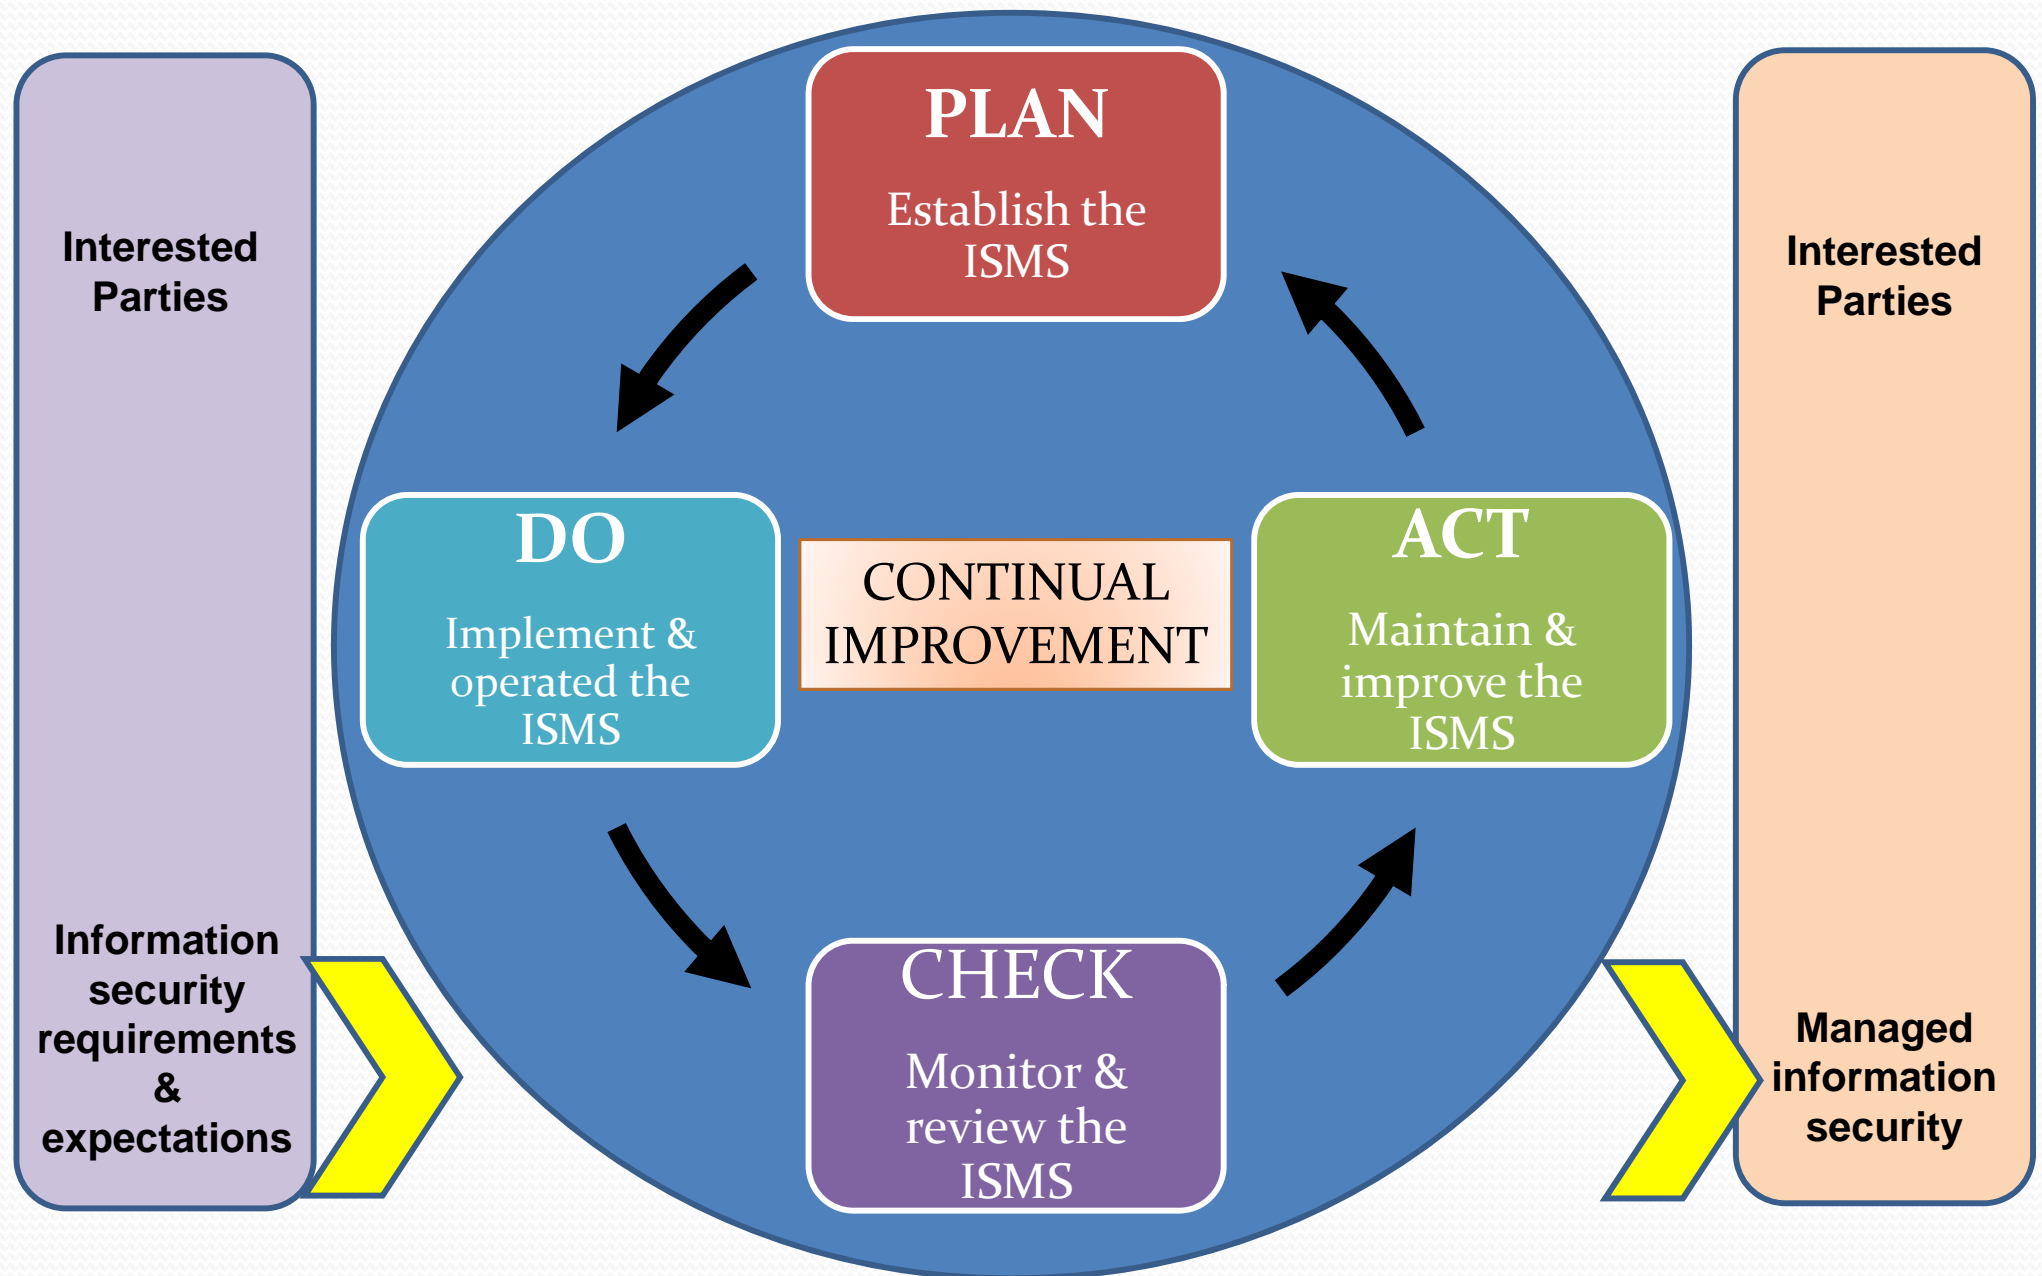 Interested
Parties
Information
security
requirements
&
expectations
PLAN
Establish the
ISMS
DO
Implement &
operated the
ISMS
CONTINUAL
IMPROVEMENT
ACT
Maintain &
improve the
ISMS
CHECK
Monitor &
review the
ISMS
Interested
Parties
Managed
information
security